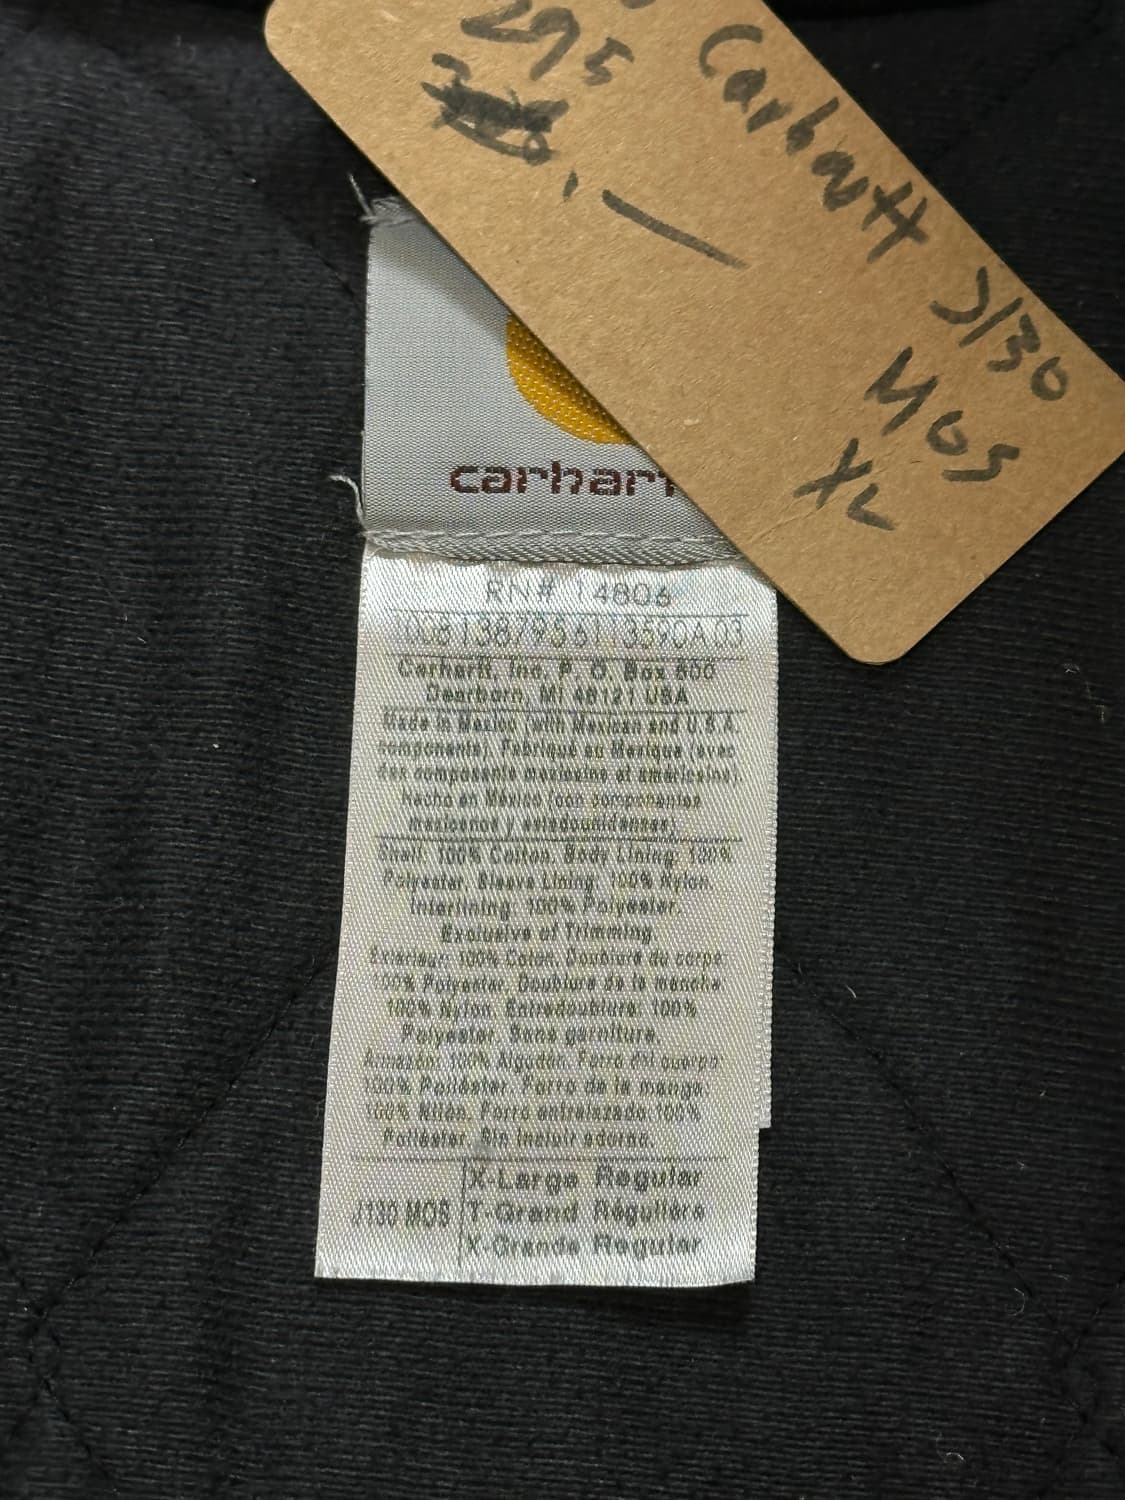 Carhartt
295
J130
MOS
XL
carhart
RN# 14806
Carhartt, Inc. P. O. Box 600
Dearborn, MI 48121 USA
Made in Mexico (with Mexican and U.S.A.
components). Fabriqué au Mexique (avec
des composants mexicains et américains)
Hecho en México (con componentes
mexicanos y estadounidenses)
Shell: 100% Cotton. Body Lining: 100%
Polyester. Sleeve Lining: 100% Nylon.
Interlining: 100% Polyester.
Exclusive of Trimming
Extérieur: 100% Coton. Doublure du corps
100% Polyester. Doublure de la manche
100% Nylon. Entredoublure: 100%
Polyester. Sans garniture.
Armazón: 100% Algodón. Forro del cuerpo
100% Poliéster. Forro de la manga
100% Nilón. Forro entrelazado 100%
Poliéster. Sin incluir adorno.
J130 MOS
X-Large Regular
T-Grand Régulière
X-Grande Regular